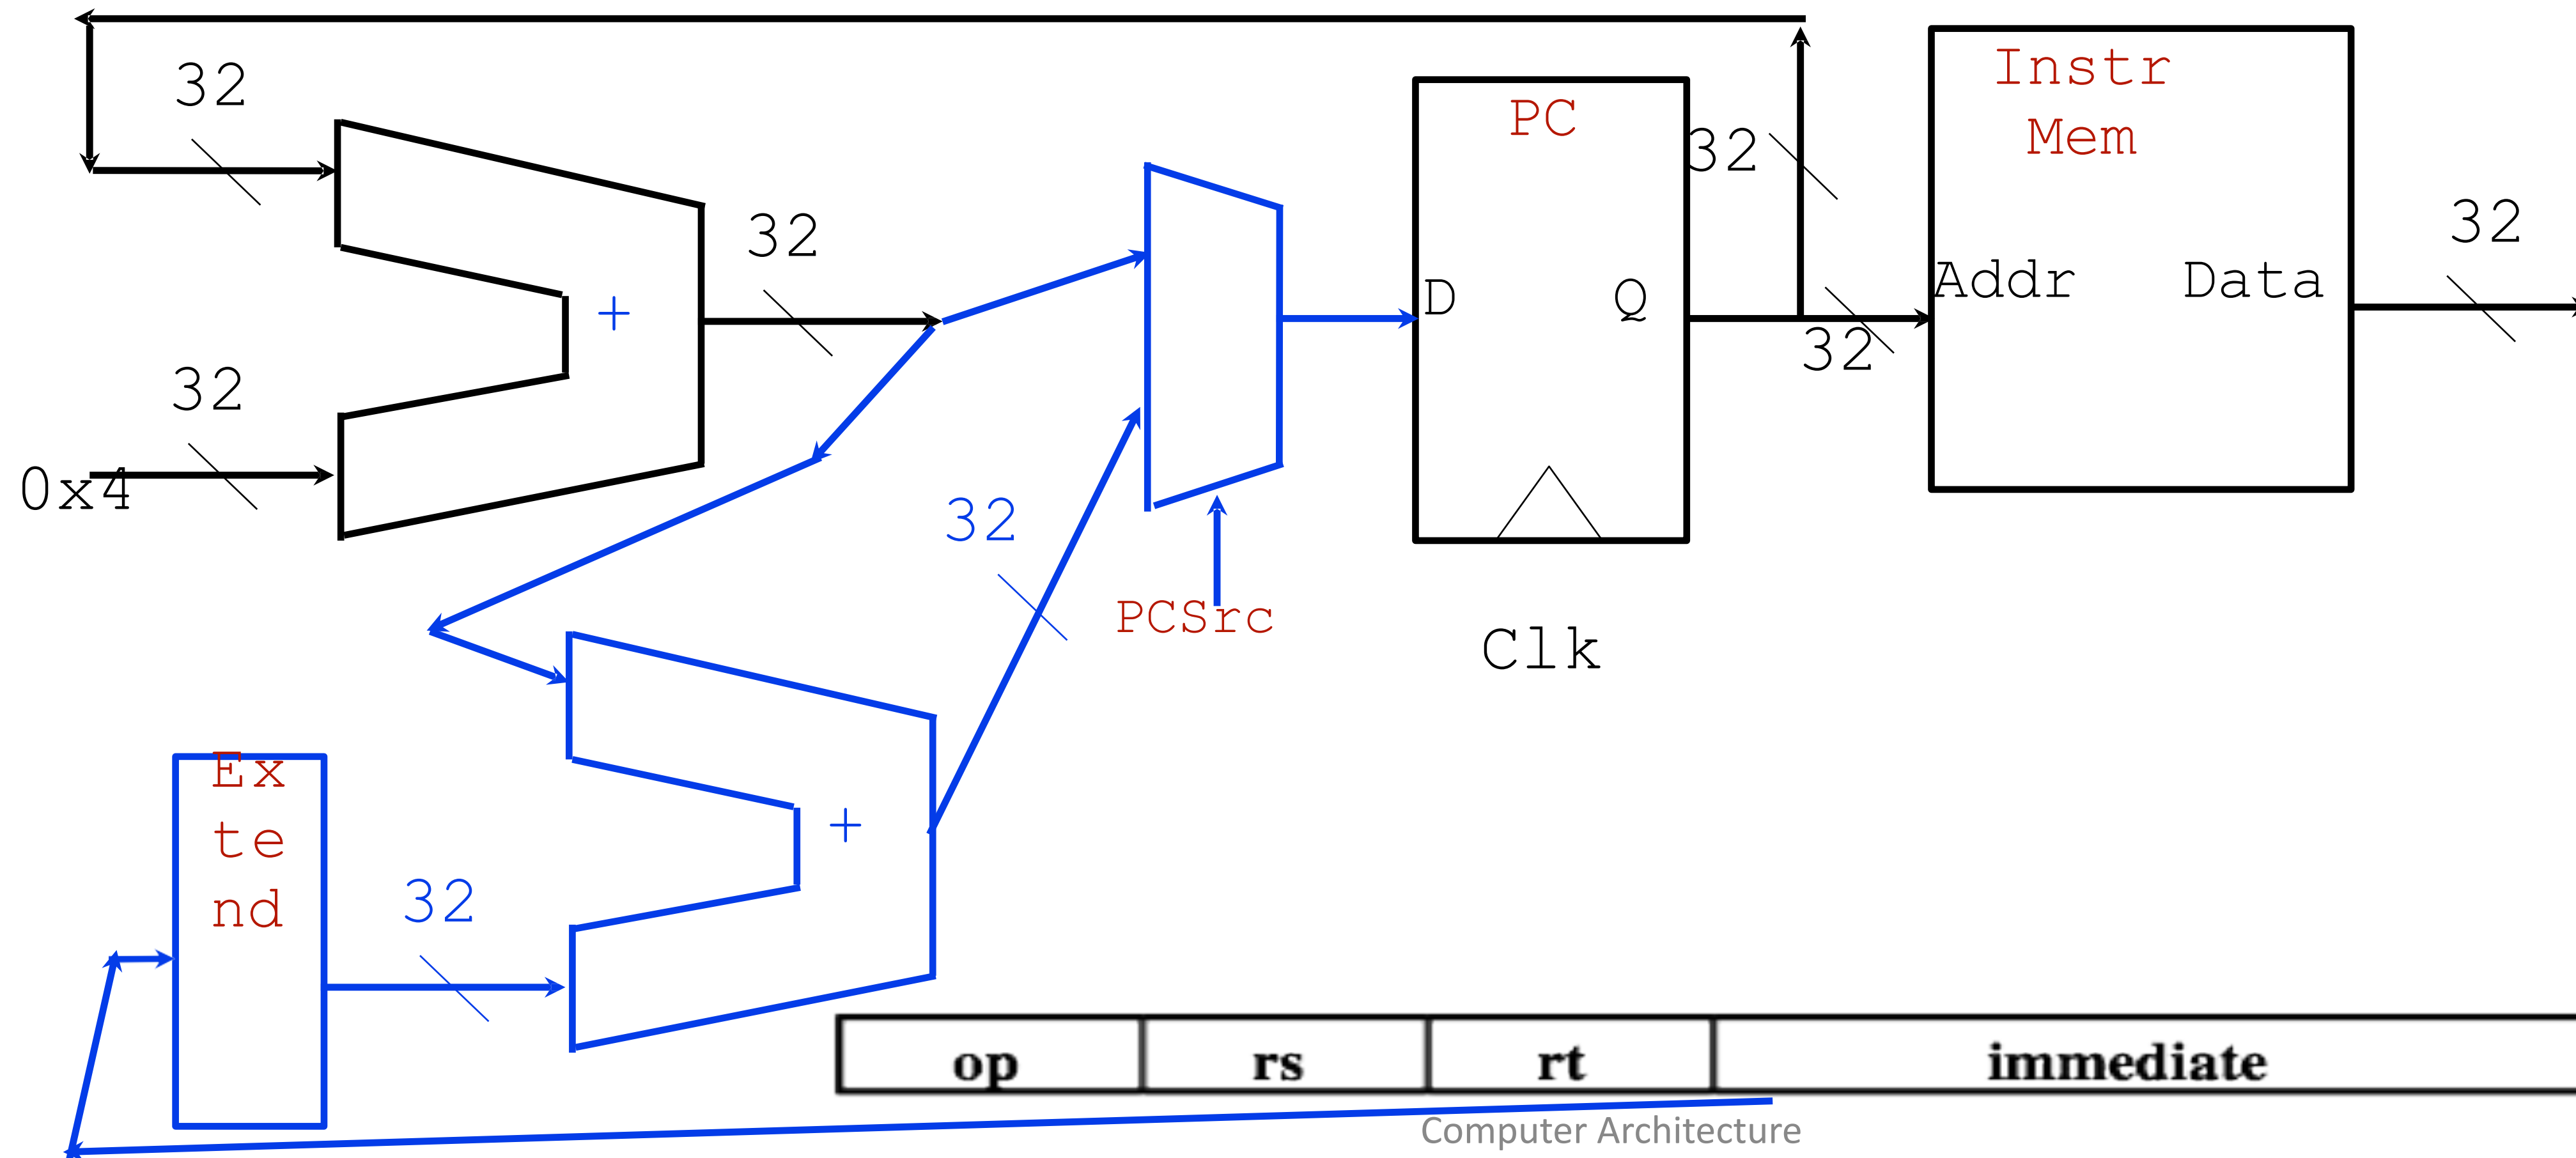 32
Instr
Mem
PC
32
32
+
D
Q
Addr
Data
32
32
32
0x4
32
PCSrc
Clk
Ex
te
nd
+
32
op rs rt immediate
Computer Architecture